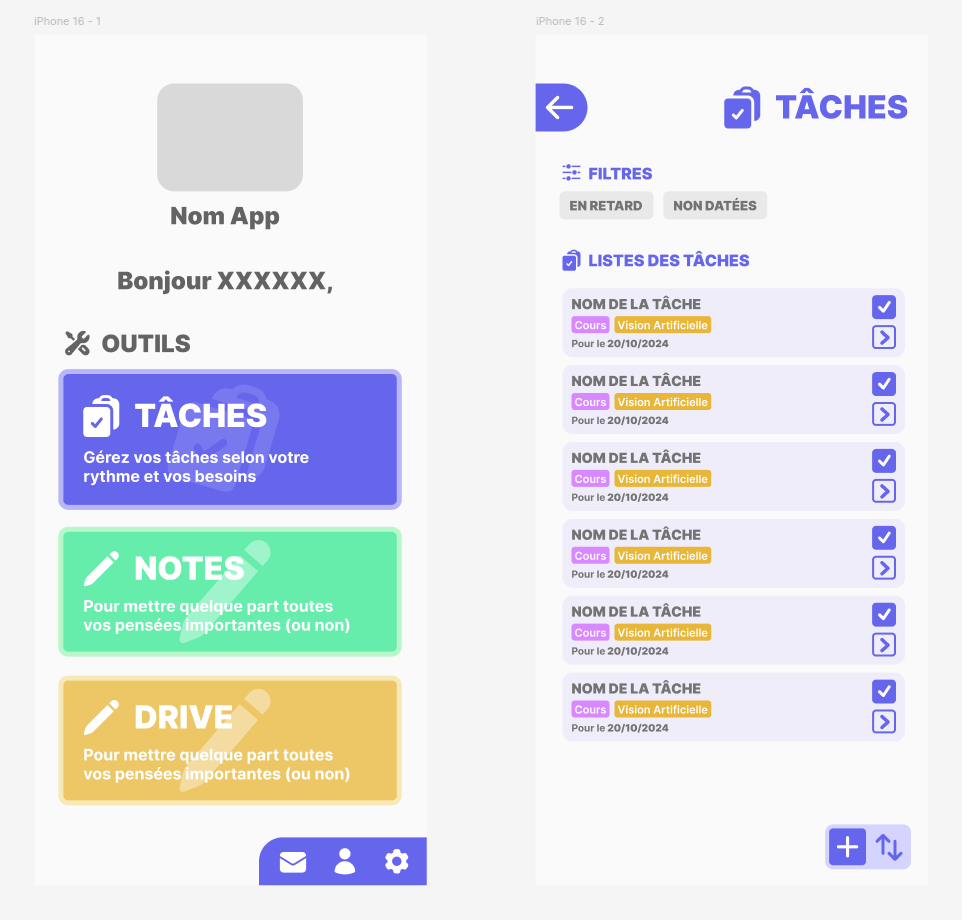 iPhone 16 - 1
Nom App
Bonjour XXXXXX,
OUTILS
TÂCHES
Gérez vos tâches selon votre
rythme et vos besoins
NOTES
Pour mettre quelque part toutes
vos pensées importantes (ou non)
DRIVE
Pour mettre quelque part toutes
vos pensées importantes (ou non)
iPhone 16 - 2
TÂCHES
FILTRES
EN RETARD NON DATÉES
LISTES DES TÂCHES
NOM DE LA TÂCHE
Cours Vision Artificielle
Pour le 20/10/2024
NOM DE LA TÂCHE
Cours Vision Artificielle
Pour le 20/10/2024
NOM DE LA TÂCHE
Cours Vision Artificielle
Pour le 20/10/2024
NOM DE LA TÂCHE
Cours Vision Artificielle
Pour le 20/10/2024
NOM DE LA TÂCHE
Cours Vision Artificielle
Pour le 20/10/2024
NOM DE LA TÂCHE
Cours Vision Artificielle
Pour le 20/10/2024